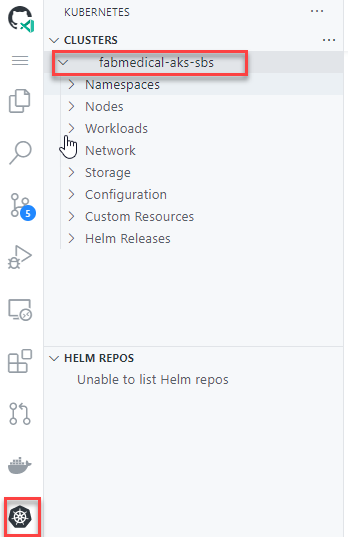 KUBERNETES
CLUSTERS
fabmedical-aks-sbs
Namespaces
Nodes
Workloads
Network
Storage
Configuration
Custom Resources
Helm Releases
5
HELM REPOS
Unable to list Helm repos